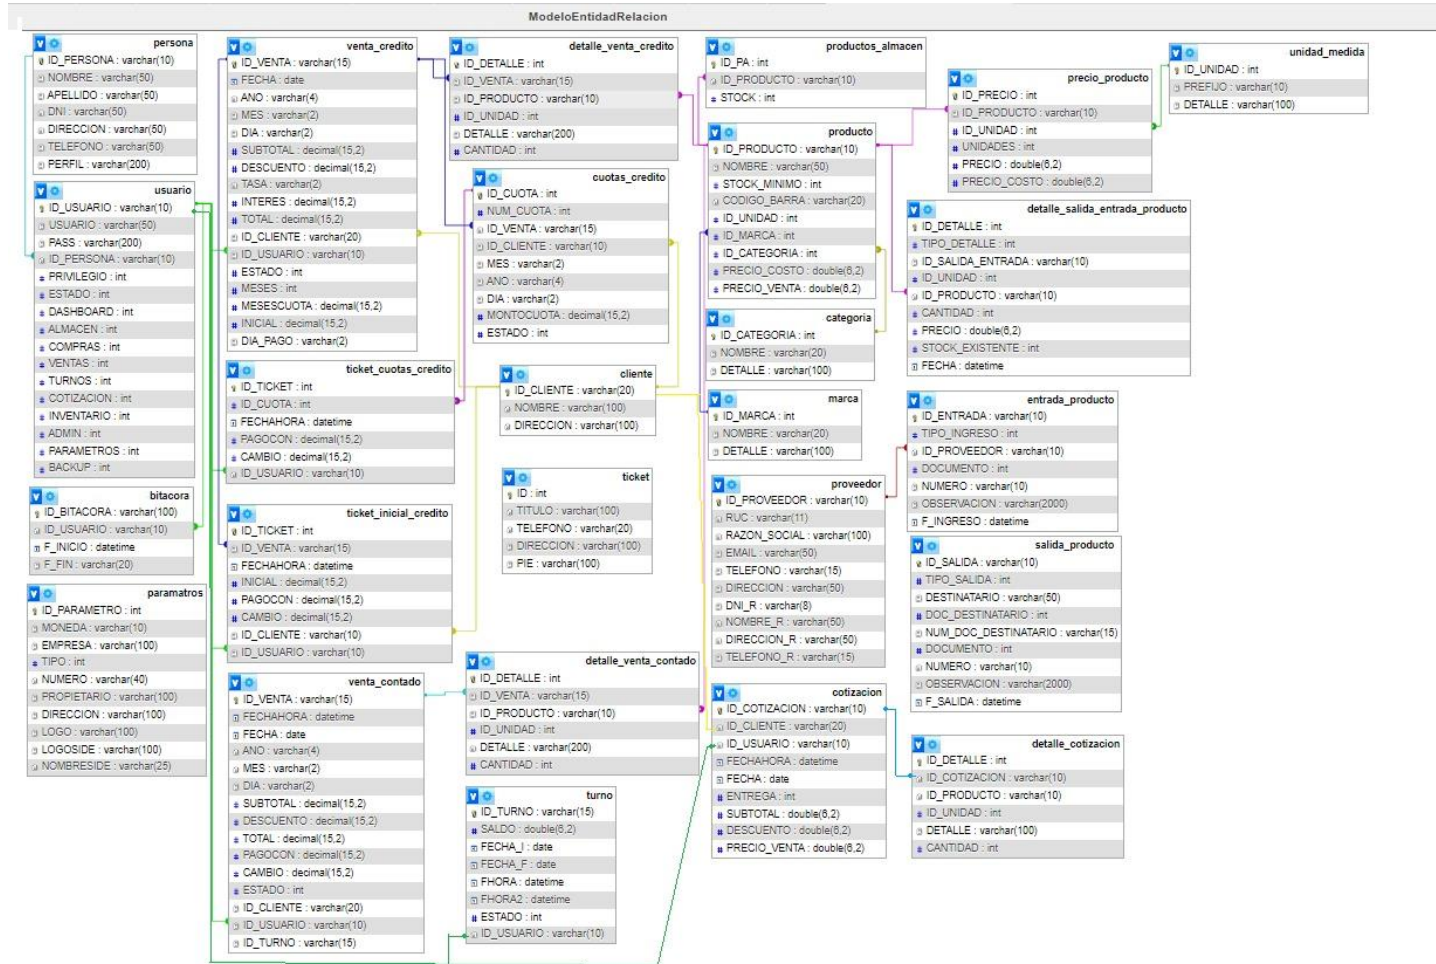 ModeloEntidadRelacion
persona
ID_PERSONA : varchar(10)
NOMBRE : varchar(50)
APELLIDO : varchar(50)
DNI : varchar(50)
DIRECCION : varchar(50)
TELEFONO : varchar(50)
PERFIL : varchar(200)
usuario
ID_USUARIO : varchar(10)
USUARIO : varchar(50)
PASS : varchar(200)
ID_PERSONA : varchar(10)
PRIVILEGIO : int
ESTADO : int
DASHBOARD : int
ALMACEN : int
COMPRAS : int
VENTAS : int
TURNOS : int
COTIZACION : int
INVENTARIO : int
ADMIN : int
PARAMETROS : int
BACKUP : int
bitacora
ID_BITACORA : varchar(100)
ID_USUARIO : varchar(10)
F_INICIO : datetime
F_FIN : varchar(20)
paramatros
ID_PARAMETRO : int
MONEDA : varchar(10)
EMPRESA : varchar(100)
TIPO : int
NUMERO : varchar(40)
PROPIETARIO : varchar(100)
DIRECCION : varchar(100)
LOGO : varchar(100)
LOGOSIDE : varchar(100)
NOMBRESIDE : varchar(25)
venta_credito
ID_VENTA : varchar(15)
FECHA : date
ANO : varchar(4)
MES : varchar(2)
DIA : varchar(2)
SUBTOTAL : decimal(15,2)
DESCUENTO : decimal(15,2)
TASA : varchar(2)
INTERES : decimal(15,2)
TOTAL : decimal(15,2)
ID_CLIENTE : varchar(20)
ID_USUARIO : varchar(10)
ESTADO : int
MESES : int
MESESCUOTA : decimal(15,2)
INICIAL : decimal(15,2)
DIA_PAGO : varchar(2)
ticket_cuotas_credito
ID_TICKET : int
ID_CUOTA : int
FECHAHORA : datetime
PAGOCON : decimal(15,2)
CAMBIO : decimal(15,2)
ID_USUARIO : varchar(10)
ticket_inicial_credito
ID_TICKET : int
ID_VENTA : varchar(15)
FECHAHORA : datetime
INICIAL : decimal(15,2)
PAGOCON : decimal(15,2)
CAMBIO : decimal(15,2)
ID_CLIENTE : varchar(10)
ID_USUARIO : varchar(10)
venta_contado
ID_VENTA : varchar(15)
FECHAHORA : datetime
FECHA : date
ANO : varchar(4)
MES : varchar(2)
DIA : varchar(2)
SUBTOTAL : decimal(15,2)
DESCUENTO : decimal(15,2)
TOTAL : decimal(15,2)
PAGOCON : decimal(15,2)
CAMBIO : decimal(15,2)
ESTADO : int
ID_CLIENTE : varchar(20)
ID_USUARIO : varchar(10)
ID_TURNO : varchar(15)
detalle_venta_credito
ID_DETALLE : int
ID_VENTA : varchar(15)
ID_PRODUCTO : varchar(10)
ID_UNIDAD : int
DETALLE : varchar(200)
CANTIDAD : int
cuotas_credito
ID_CUOTA : int
NUM_CUOTA : int
ID_VENTA : varchar(15)
ID_CLIENTE : varchar(10)
MES : varchar(2)
ANO : varchar(4)
DIA : varchar(2)
MONTOCUOTA : decimal(15,2)
ESTADO : int
cliente
ID_CLIENTE : varchar(20)
NOMBRE : varchar(100)
DIRECCION : varchar(100)
ticket
ID : int
TITULO : varchar(100)
TELEFONO : varchar(20)
DIRECCION : varchar(100)
PIE : varchar(100)
detalle_venta_contado
ID_DETALLE : int
ID_VENTA : varchar(15)
ID_PRODUCTO : varchar(10)
ID_UNIDAD : int
DETALLE : varchar(200)
CANTIDAD : int
turno
ID_TURNO : varchar(15)
SALDO : double(6,2)
FECHA_I : date
FECHA_F : date
FHORA : datetime
FHORA2 : datetime
ESTADO : int
ID_USUARIO : varchar(10)
productos_almacen
ID_PA : int
ID_PRODUCTO : varchar(10)
STOCK : int
producto
ID_PRODUCTO : varchar(10)
NOMBRE : varchar(50)
STOCK_MINIMO : int
CODIGO_BARRA : varchar(20)
ID_UNIDAD : int
ID_MARCA : int
ID_CATEGORIA : int
PRECIO_COSTO : double(6,2)
PRECIO_VENTA : double(6,2)
categoria
ID_CATEGORIA : int
NOMBRE : varchar(20)
DETALLE : varchar(100)
marca
ID_MARCA : int
NOMBRE : varchar(20)
DETALLE : varchar(100)
proveedor
ID_PROVEEDOR : varchar(10)
RUC : varchar(11)
RAZON_SOCIAL : varchar(100)
EMAIL : varchar(50)
TELEFONO : varchar(15)
DIRECCION : varchar(50)
DNI_R : varchar(8)
NOMBRE_R : varchar(50)
DIRECCION_R : varchar(50)
TELEFONO_R : varchar(15)
cotizacion
ID_COTIZACION : varchar(10)
ID_CLIENTE : varchar(20)
ID_USUARIO : varchar(10)
FECHAHORA : datetime
FECHA : date
ENTREGA : int
SUBTOTAL : double(6,2)
DESCUENTO : double(6,2)
PRECIO_VENTA : double(6,2)
precio_producto
ID_PRECIO : int
ID_PRODUCTO : varchar(10)
ID_UNIDAD : int
UNIDADES : int
PRECIO : double(6,2)
PRECIO_COSTO : double(6,2)
unidad_medida
ID_UNIDAD : int
PREFIJO : varchar(10)
DETALLE : varchar(100)
detalle_salida_entrada_producto
ID_DETALLE : int
TIPO_DETALLE : int
ID_SALIDA_ENTRADA : varchar(10)
ID_UNIDAD : int
ID_PRODUCTO : varchar(10)
CANTIDAD : int
PRECIO : double(6,2)
STOCK_EXISTENTE : int
FECHA : datetime
entrada_producto
ID_ENTRADA : varchar(10)
TIPO_INGRESO : int
ID_PROVEEDOR : varchar(10)
DOCUMENTO : int
NUMERO : varchar(10)
OBSERVACION : varchar(2000)
F_INGRESO : datetime
salida_producto
ID_SALIDA : varchar(10)
TIPO_SALIDA : int
DESTINATARIO : varchar(50)
DOC_DESTINATARIO : int
NUM_DOC_DESTINATARIO : varchar(15)
DOCUMENTO : int
NUMERO : varchar(10)
OBSERVACION : varchar(2000)
F_SALIDA : datetime
detalle_cotizacion
ID_DETALLE : int
ID_COTIZACION : varchar(10)
ID_PRODUCTO : varchar(10)
ID_UNIDAD : int
DETALLE : varchar(100)
CANTIDAD : int